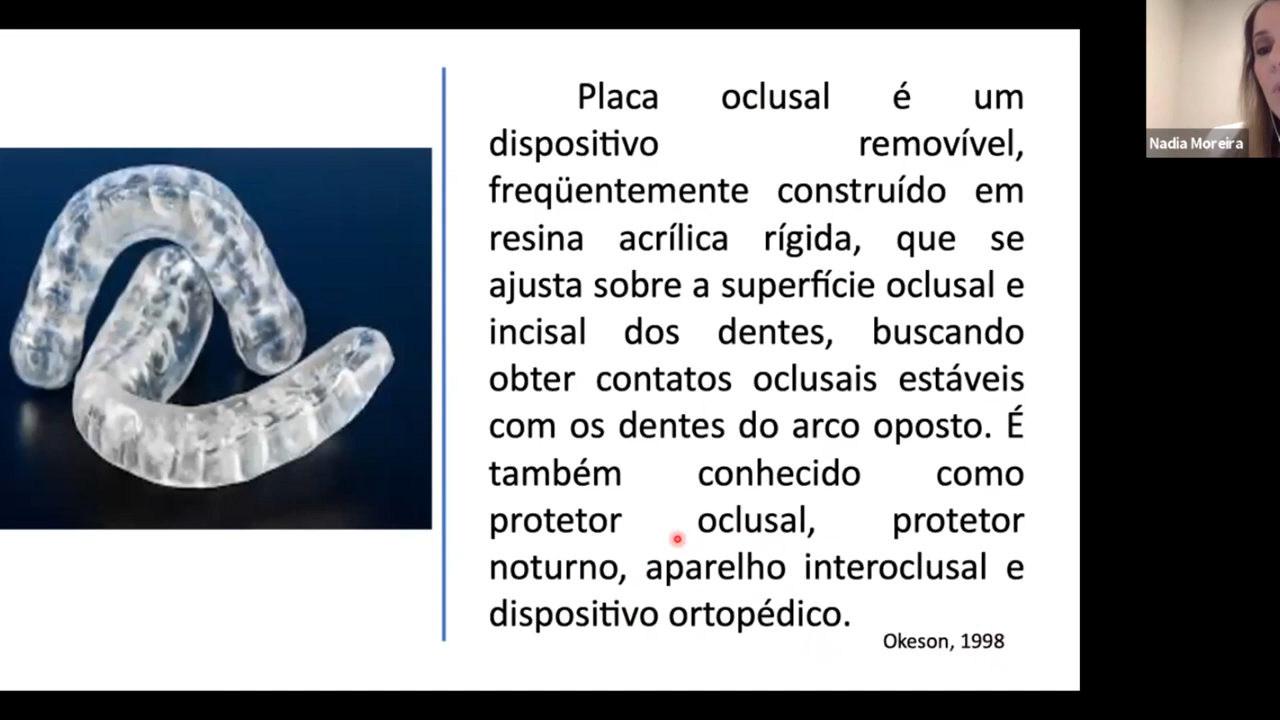 Placa oclusal é um
dispositivo removível,
freqüentemente construído em
resina acrílica rígida, que se
ajusta sobre a superfície oclusal e
incisal dos dentes, buscando
obter contatos oclusais estáveis
com os dentes do arco oposto. É
também conhecido como
protetor oclusal, protetor
noturno, aparelho interoclusal e
dispositivo ortopédico.
Okeson, 1998
Nadia Moreira